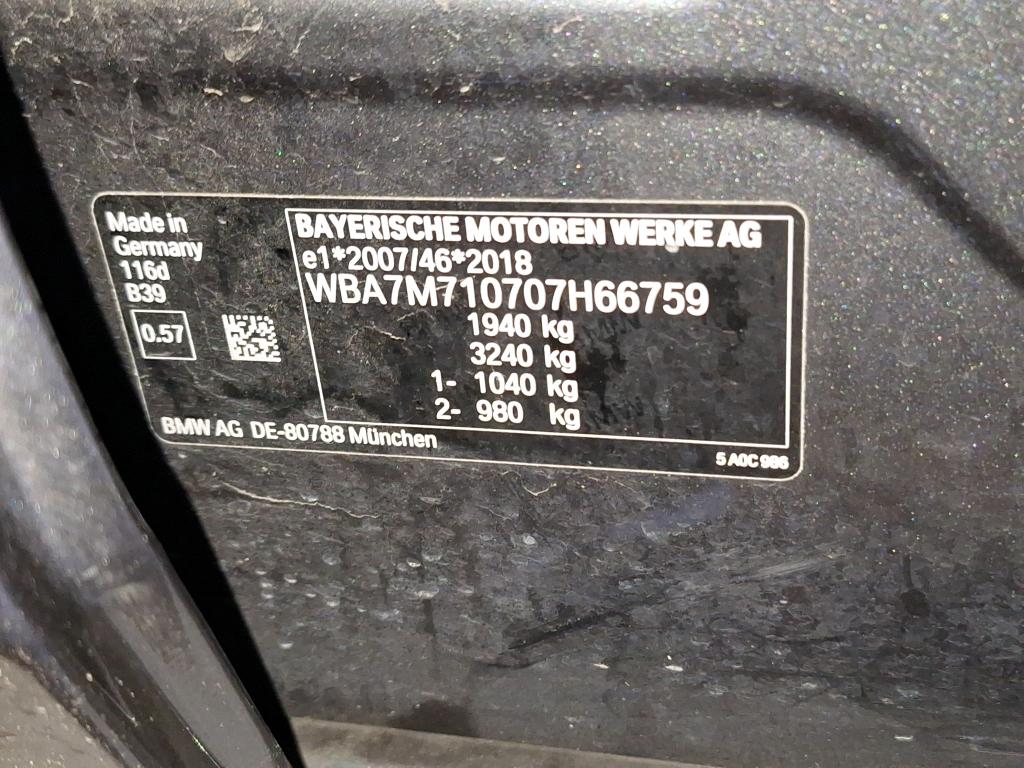 Made in
Germany
116d
B39
0.57
BAYERISCHE MOTOREN WERKE AG
e1*2007/46*2018
WBA7M710707H66759
1940 kg
3240 kg
1- 1040 kg
2- 980 kg
BMW AG DE-80788 München
5 A0C 986